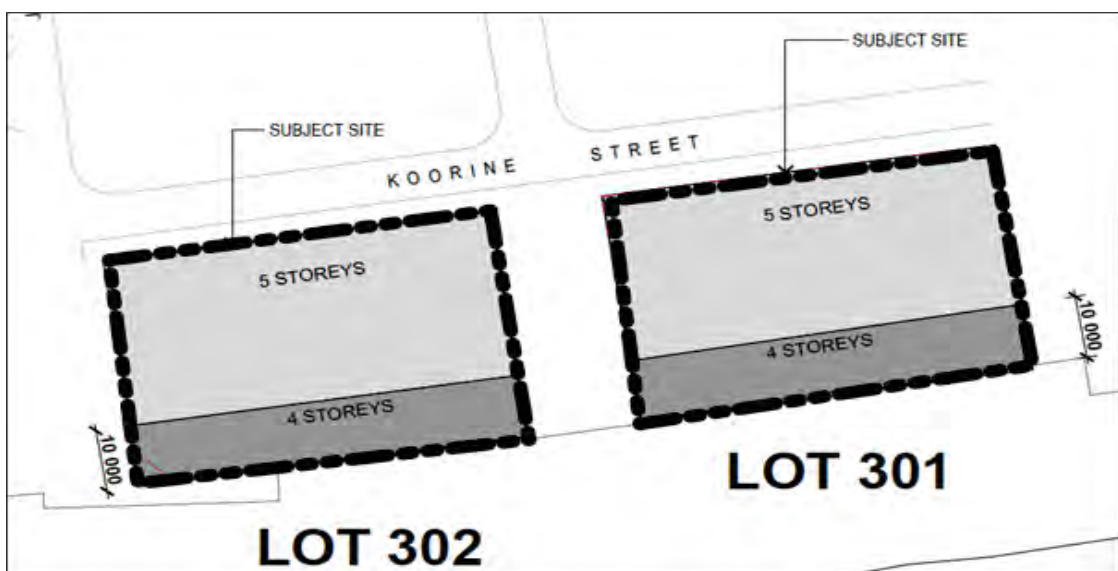 SUBJECT SITE
SUBJECT SITE
KOORINE STREET
5 STOREYS
5 STOREYS
10 000
4 STOREYS
4 STOREYS
10 000
LOT 301
LOT 302